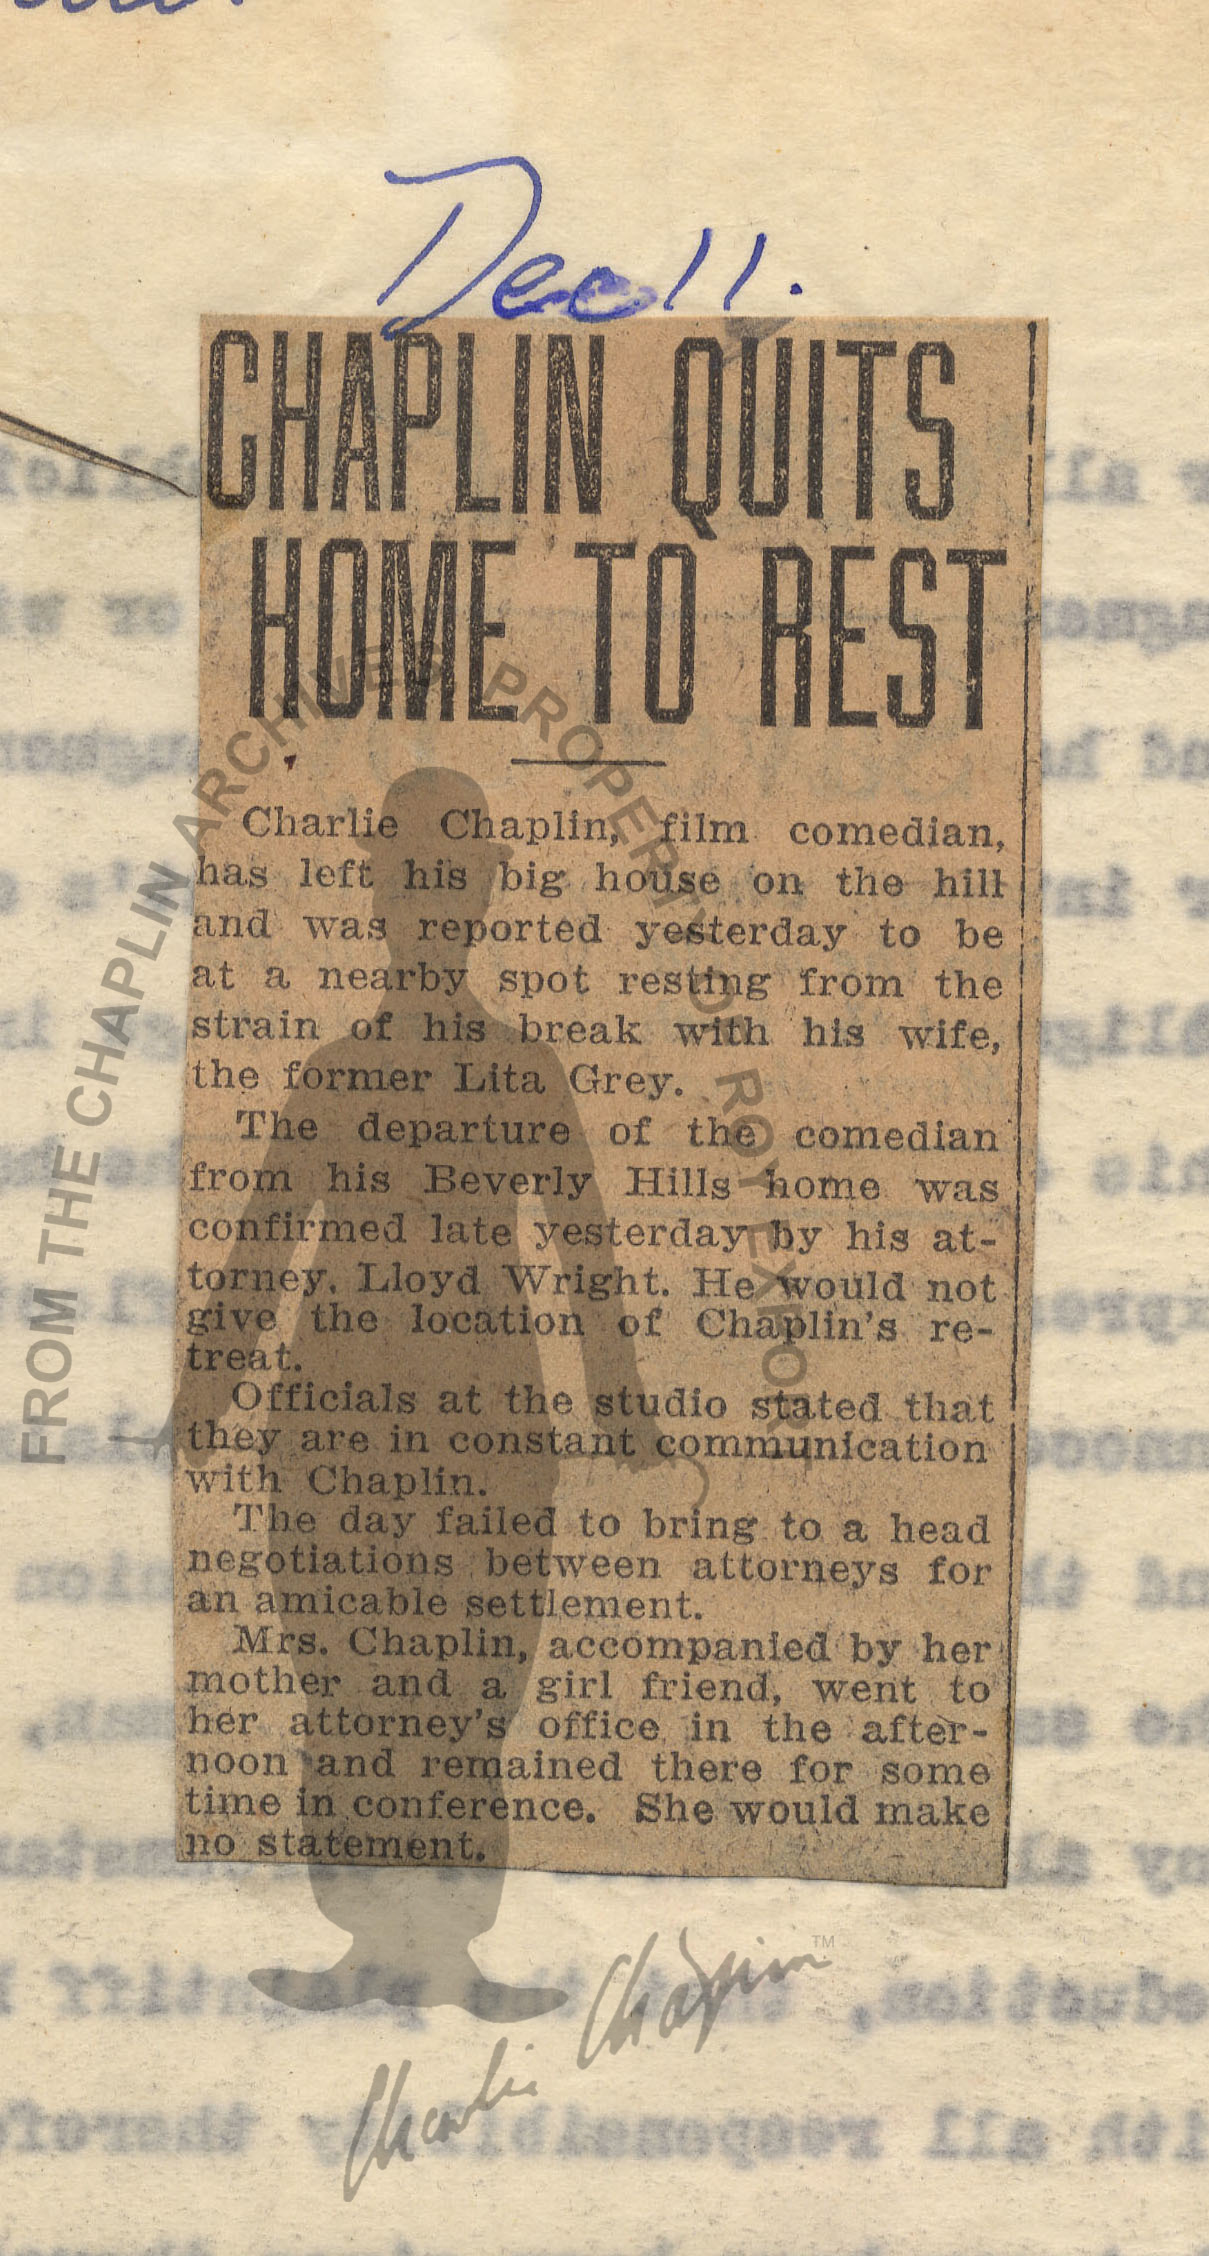 Dec 11.
CHAPLIN QUITS
HOME TO REST
Charlie Chaplin, film comedian,
has left his big house on the hill
and was reported yesterday to be
at a nearby spot resting from the
strain of his break with his wife,
the former Lita Grey.
The departure of the comedian
from his Beverly Hills home was
confirmed late yesterday by his at-
torney. Lloyd Wright. He would not
give the location of Chaplin's re-
treat.
Officials at the studio stated that
they are in constant communication
with Chaplin.
The day failed to bring to a head
negotiations between attorneys for
an amicable settlement.
Mrs. Chaplin, accompanied by her
mother and a girl friend, went to
her attorney's office in the after-
noon and remained there for some
time in conference. She would make
no statement.
FROM THE CHAPLIN ARCHIVES PROPERTY O ROY EXPORT
Charlie Chaplin TM